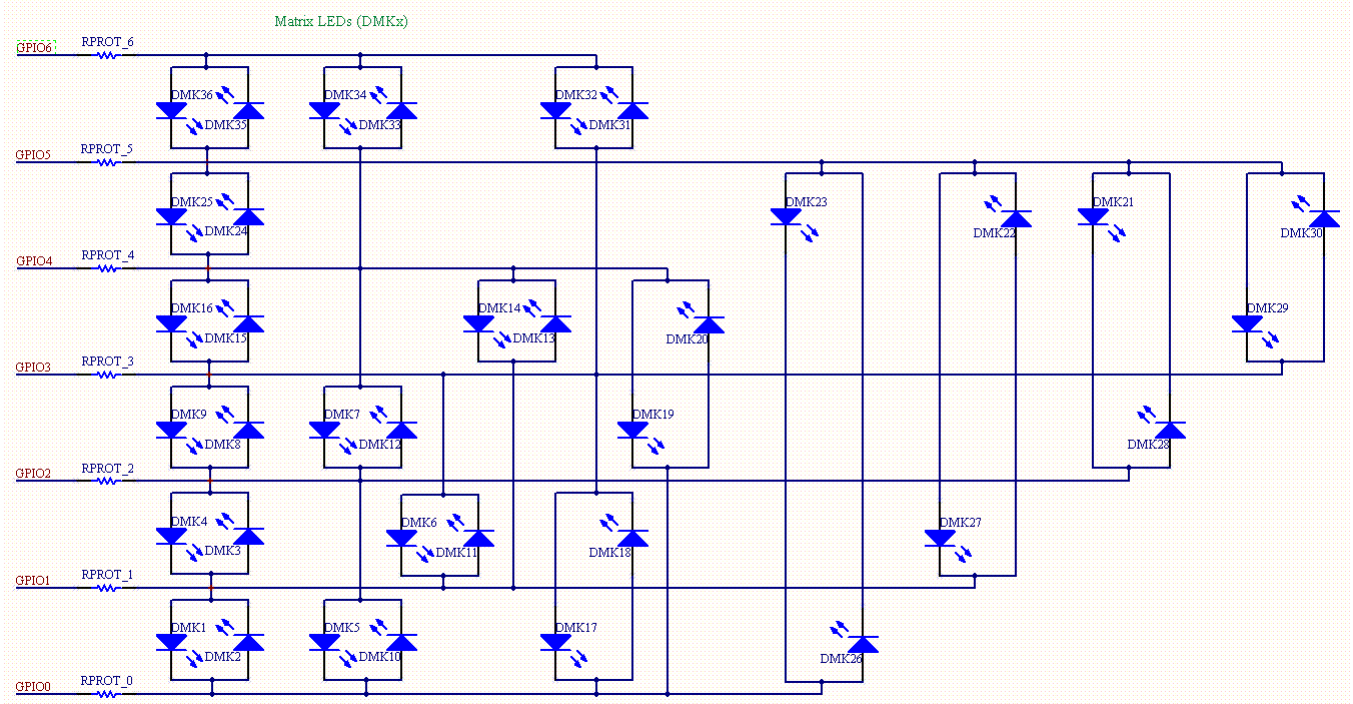 Matrix LEDs (DMKx)
GPIO6 RPROT_6
DMK36 DMK34 DMK32
DMK35 DMK33 DMK31
GPIO5 RPROT_5
DMK25 DMK23 DMK21
DMK24 DMK22 DMK30
GPIO4 RPROT_4
DMK16 DMK14 DMK29
DMK15 DMK13 DMK20
GPIO3 RPROT_3
DMK9 DMK7 DMK19
DMK8 DMK12 DMK28
GPIO2 RPROT_2
DMK4 DMK6 DMK27
DMK3 DMK11 DMK18
GPIO1 RPROT_1
DMK1 DMK5 DMK17
DMK2 DMK10 DMK26
GPIO0 RPROT_0